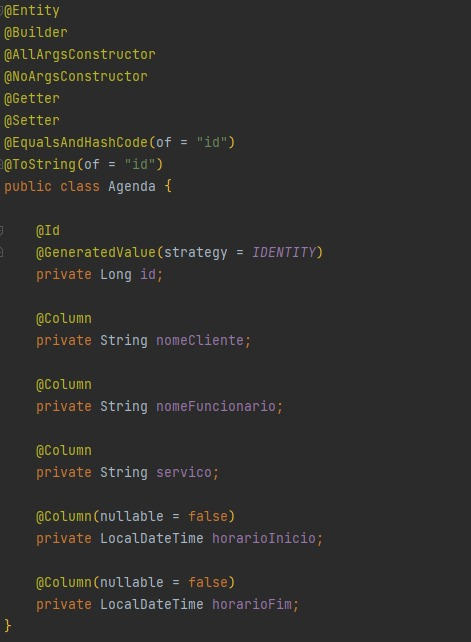 @Entity
@Builder
@AllArgsConstructor
@NoArgsConstructor
@Getter
@Setter
@EqualsAndHashCode(of = "id")
@ToString(of = "id")
public class Agenda {
@Id
@GeneratedValue(strategy = IDENTITY)
private Long id;
@Column
private String nomeCliente;
@Column
private String nomeFuncionario;
@Column
private String servico;
@Column(nullable = false)
private LocalDateTime horarioInicio;
@Column(nullable = false)
private LocalDateTime horarioFim;
}